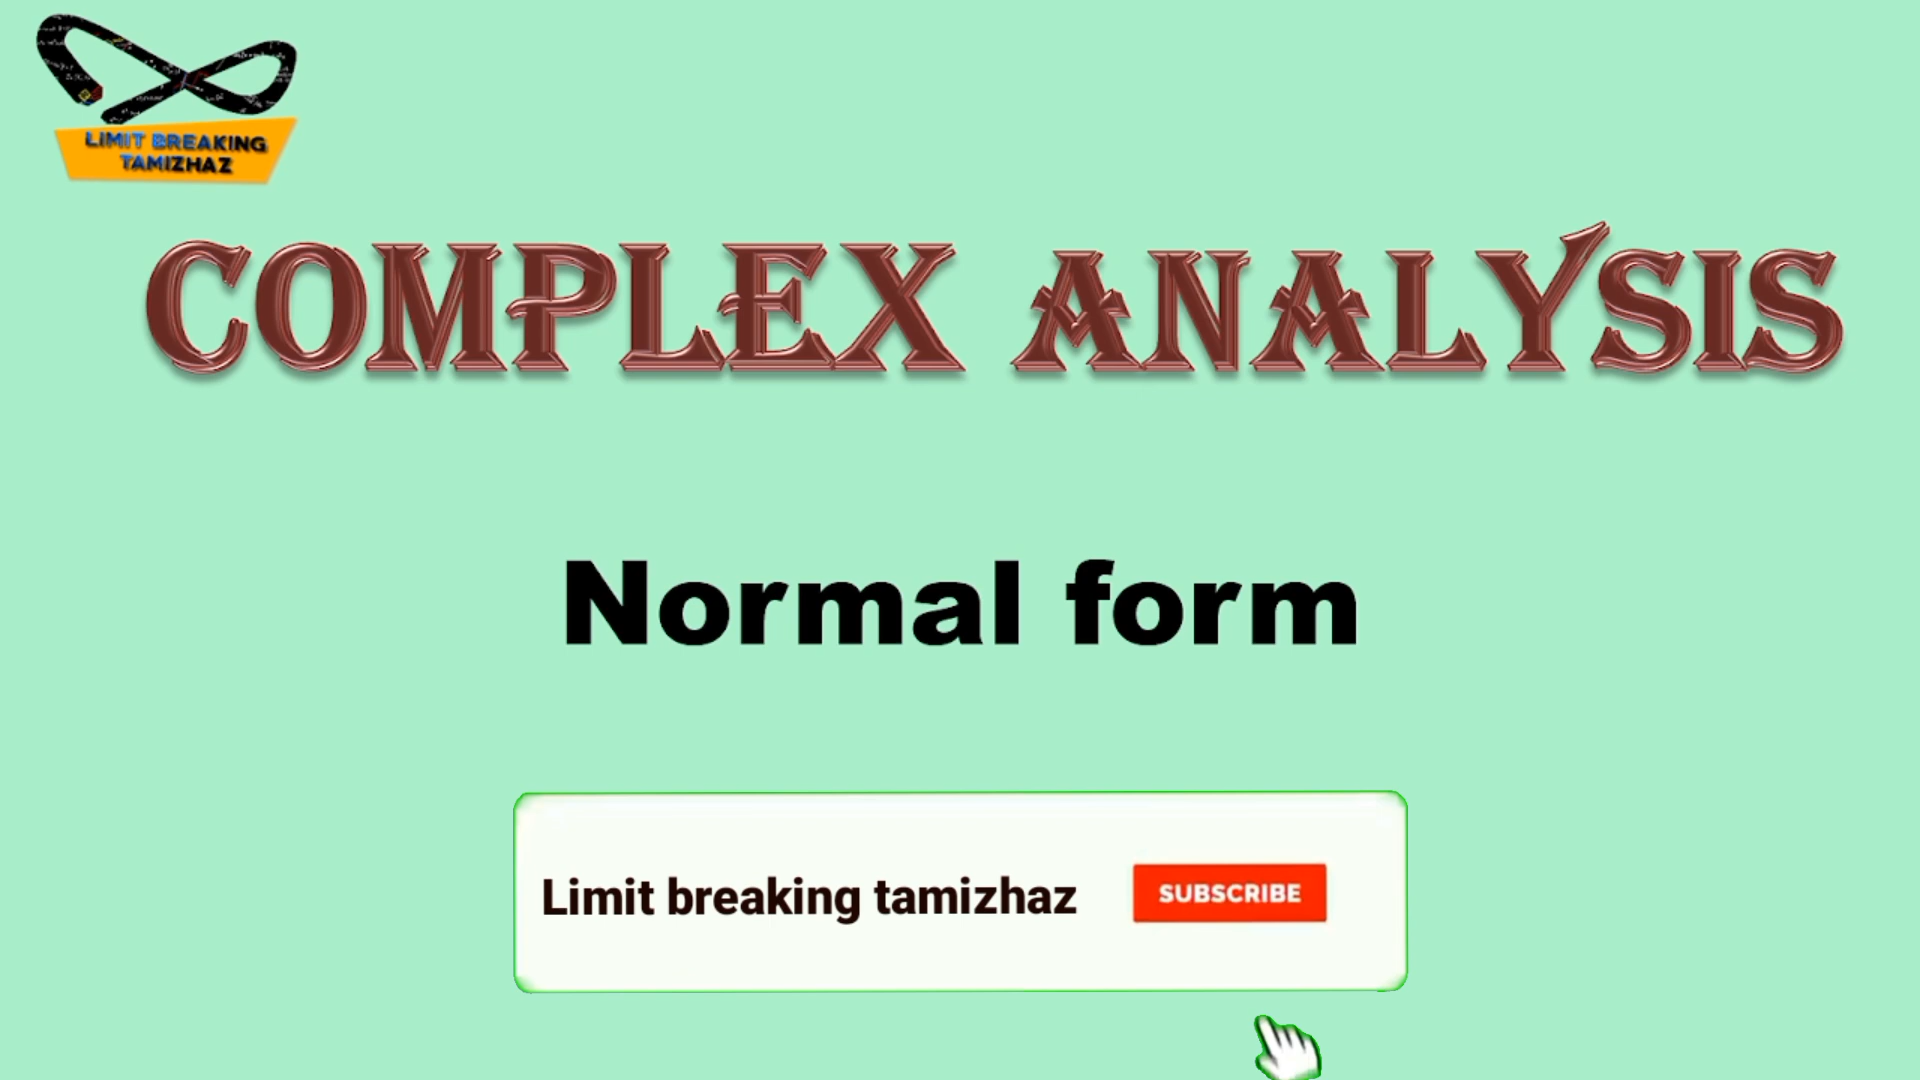 LIMIT BREAKING
TAMIZHAZ
COMPLEX ANALYSIS
Normal form
Limit breaking tamizhaz
SUBSCRIBE